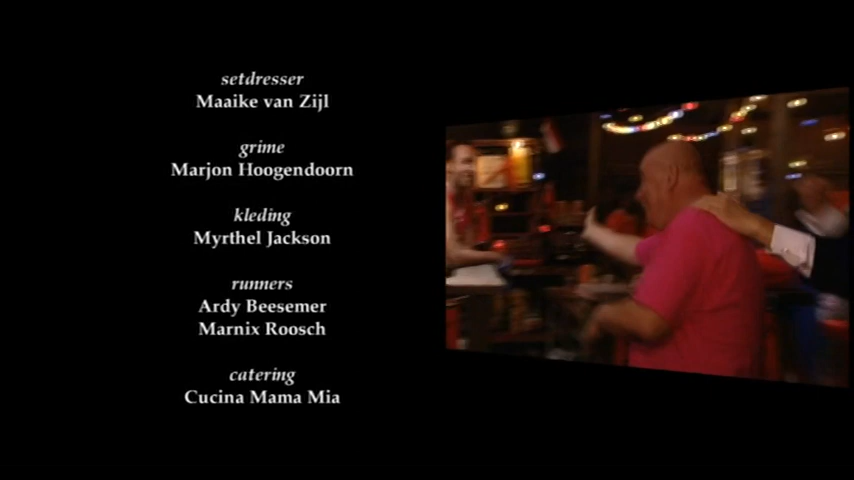 setdresser
Maaike van Zijl
grime
Marjon Hoogendoorn
kleding
Myrthel Jackson
runners
Ardy Beesemer
Marnix Roosch
catering
Cucina Mama Mia